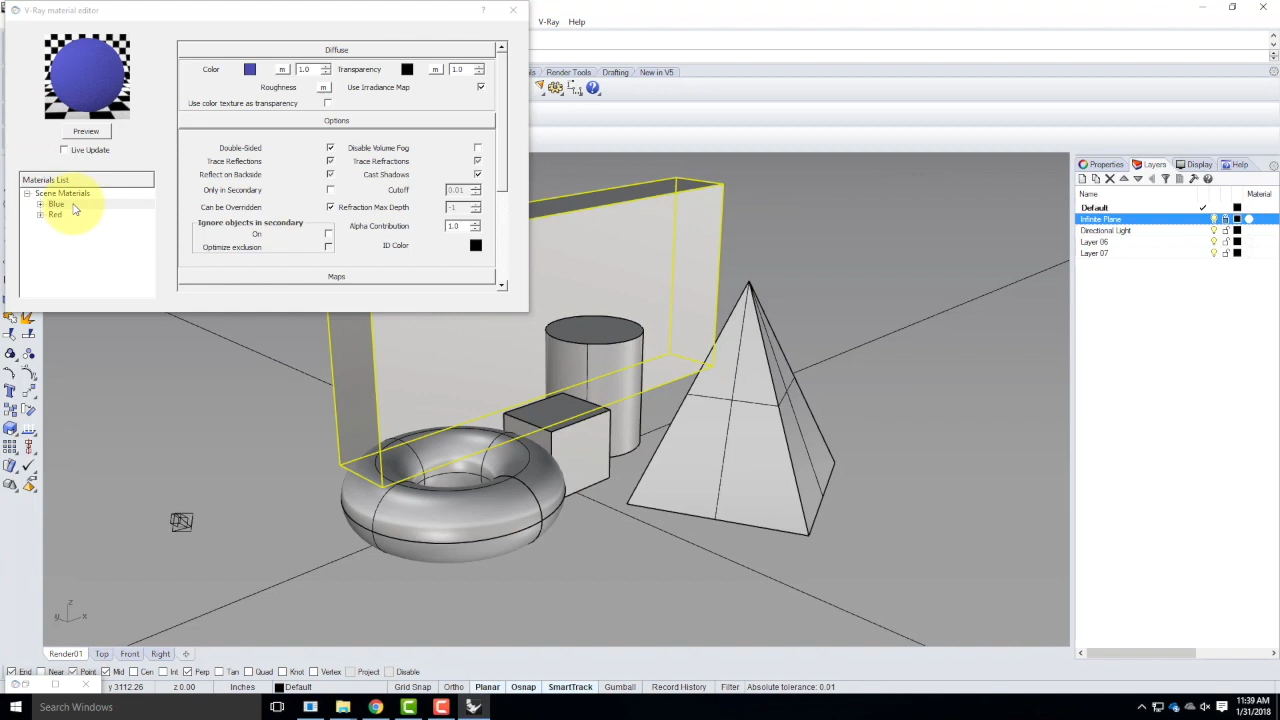 V-Ray material editor
?
V-Ray Help
Render Tools Drafting New in V5
Diffuse
Color m 1.0 Transparency m 1.0
Roughness m Use Irradiance Map
Use color texture as transparency
Options
Preview
Live Update
Double-Sided Disable Volume Fog
Trace Reflections Trace Refractions
Reflect on Backside Cast Shadows
Only in Secondary Cutoff 0.01
Can be Overridden Refraction Max Depth -1
Ignore objects in secondary Alpha Contribution 1.0
On ID Color
Optimize exclusion
Maps
Materials List
Scene Materials
Blue
Red
Properties Layers Display Help
Name Material
Default
Infinite Plane
Directional Light
Layer 06
Layer 07
z
y x
Render01 Top Front Right
End Near Point Mid Cen Int Perp Tan Quad Knot Vertex Project Disable
y 3112.26 z 0.00 Inches Default Grid Snap Ortho Planar Osnap SmartTrack Gumball Record History Filter Absolute tolerance: 0.01
Search Windows
11:39 AM
1/31/2018